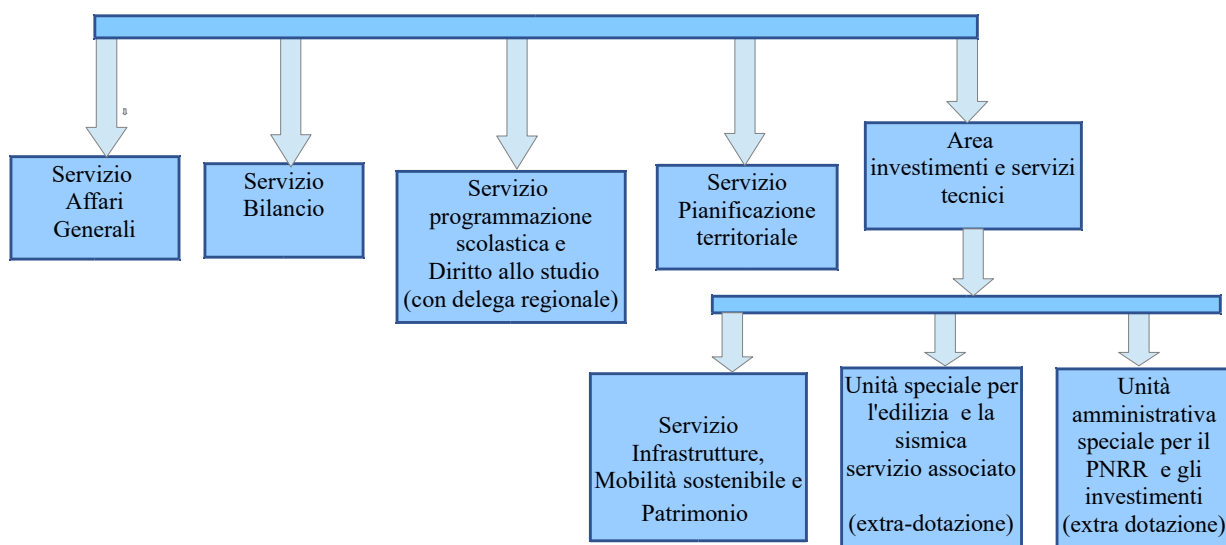 Servizio
Affari
Generali
Servizio
Bilancio
Servizio
programmazione
scolastica e
Diritto allo studio
(con delega regionale)
Servizio
Pianificazione
territoriale
Area
investimenti e servizi
tecnici
Servizio
Infrastrutture,
Mobilità sostenibile e
Patrimonio
Unità speciale per
l'edilizia e la
sismica
servizio associato
(extra-dotazione)
Unità
amministrativa
speciale per il
PNRR e gli
investimenti
(extra dotazione)